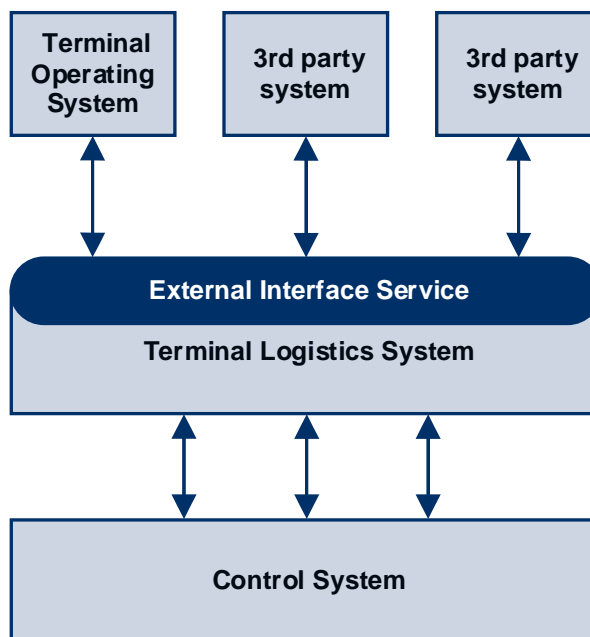 Terminal
Operating
System
3rd party
system
3rd party
system
External Interface Service
Terminal Logistics System
Control System